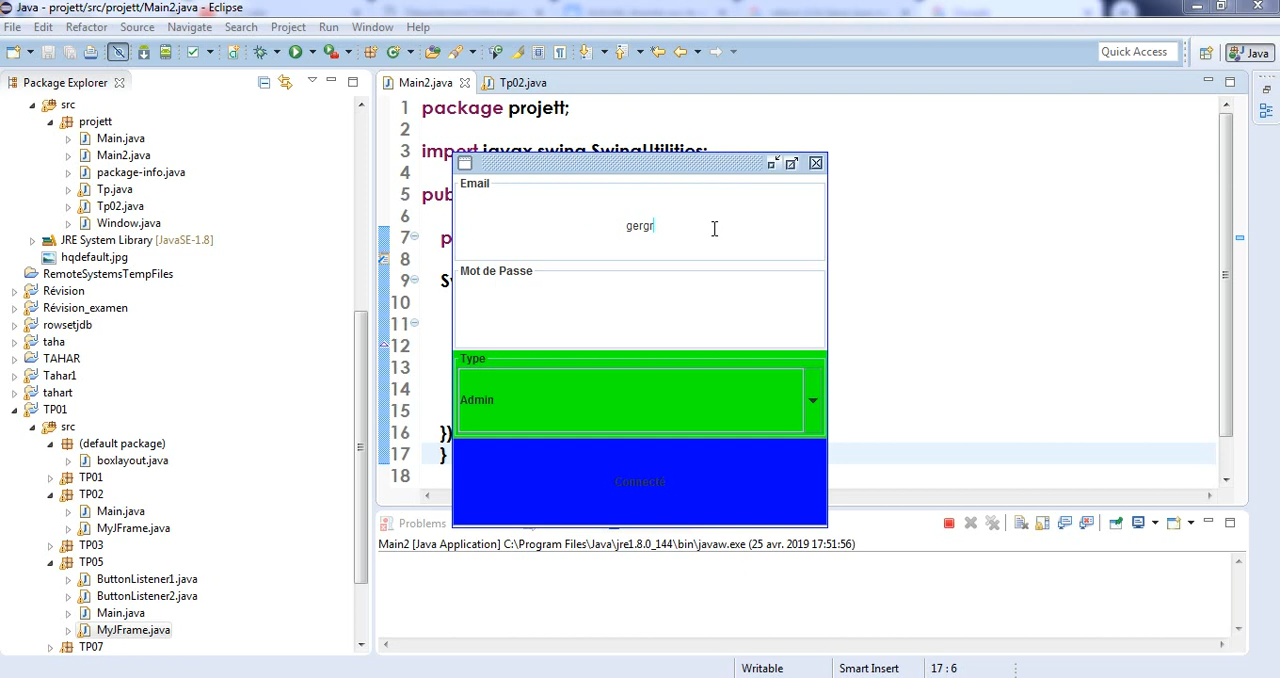 Java - projett/src/projett/Main2.java - Eclipse
File Edit Refactor Source Navigate Search Project Run Window Help
Quick Access
Java
Package Explorer
Main2.java
Tp02.java
src
projett
Main.java
Main2.java
package-info.java
Tp.java
Tp02.java
Window.java
JRE System Library [JavaSE-1.8]
hqdefault.jpg
RemoteSystemsTempFiles
Révision
Révision_examen
rowsetjdb
taha
TAHAR
Tahar1
tahart
TP01
src
(default package)
boxlayout.java
TP01
TP02
Main.java
MyJFrame.java
TP03
TP05
ButtonListener1.java
ButtonListener2.java
Main.java
MyJFrame.java
TP07
1 package projett;
2
3 import javax.swing.SwingUtilities;
4
5 pub
6
7 p
8
9 S
10
11
12
13
14
15
16 })
17 }
18
Email
gergr
Mot de Passe
Type
Admin
Connecté
Problems
Main2 [Java Application] C:\Program Files\Java\jre1.8.0_144\bin\javaw.exe (25 avr. 2019 17:51:56)
Writable
Smart Insert
17 : 6